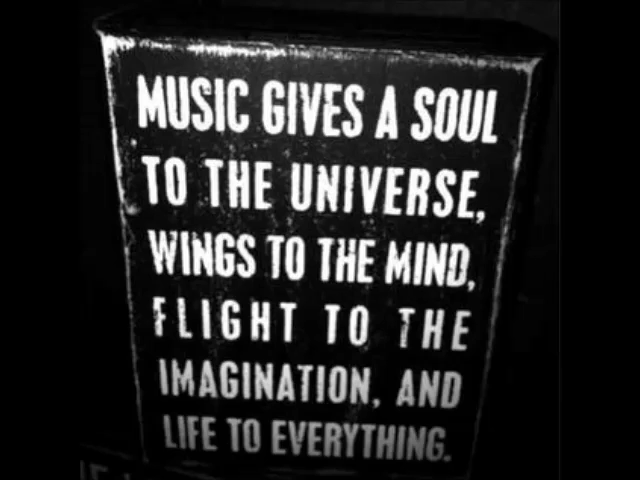 MUSIC GIVES A SOUL
TO THE UNIVERSE,
WINGS TO THE MIND,
FLIGHT TO THE
IMAGINATION, AND
LIFE TO EVERYTHING.